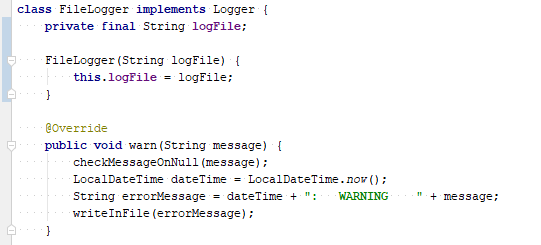 class FileLogger implements Logger {
    private final String logFile;

    FileLogger(String logFile) {
        this.logFile = logFile;
    }

    @Override
    public void warn(String message) {
        checkMessageOnNull(message);
        LocalDateTime dateTime = LocalDateTime.now();
        String errorMessage = dateTime + ":   WARNING    " + message;
        writeInFile(errorMessage);
    }